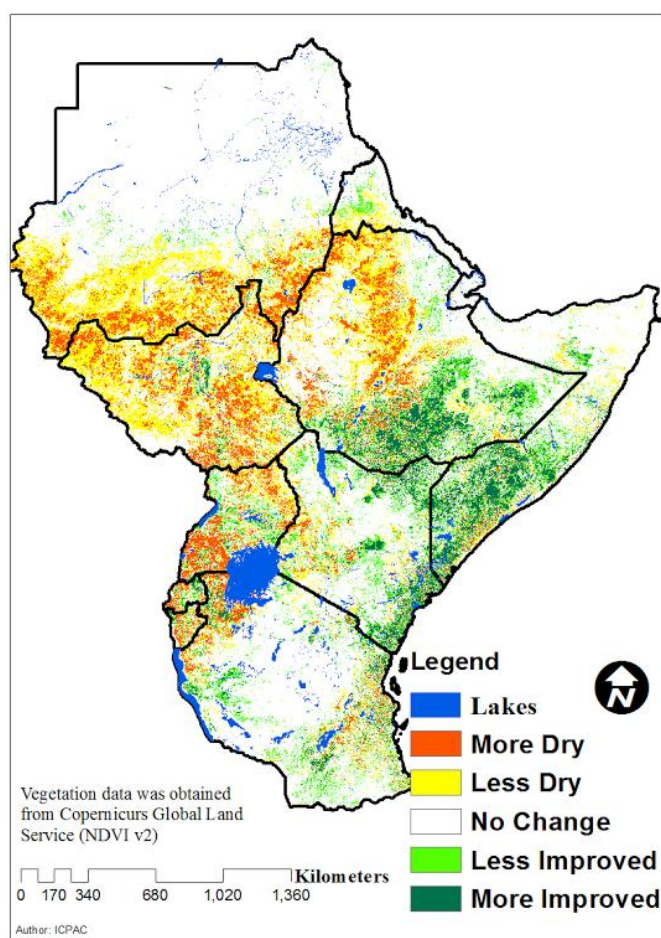 Legend
Lakes
More Dry
Less Dry
No Change
Less Improved
More Improved
N
Vegetation data was obtained
from Copernicurs Global Land
Service (NDVI v2)
Kilometers
0 170 340 680 1,020 1,360
Author: ICPAC